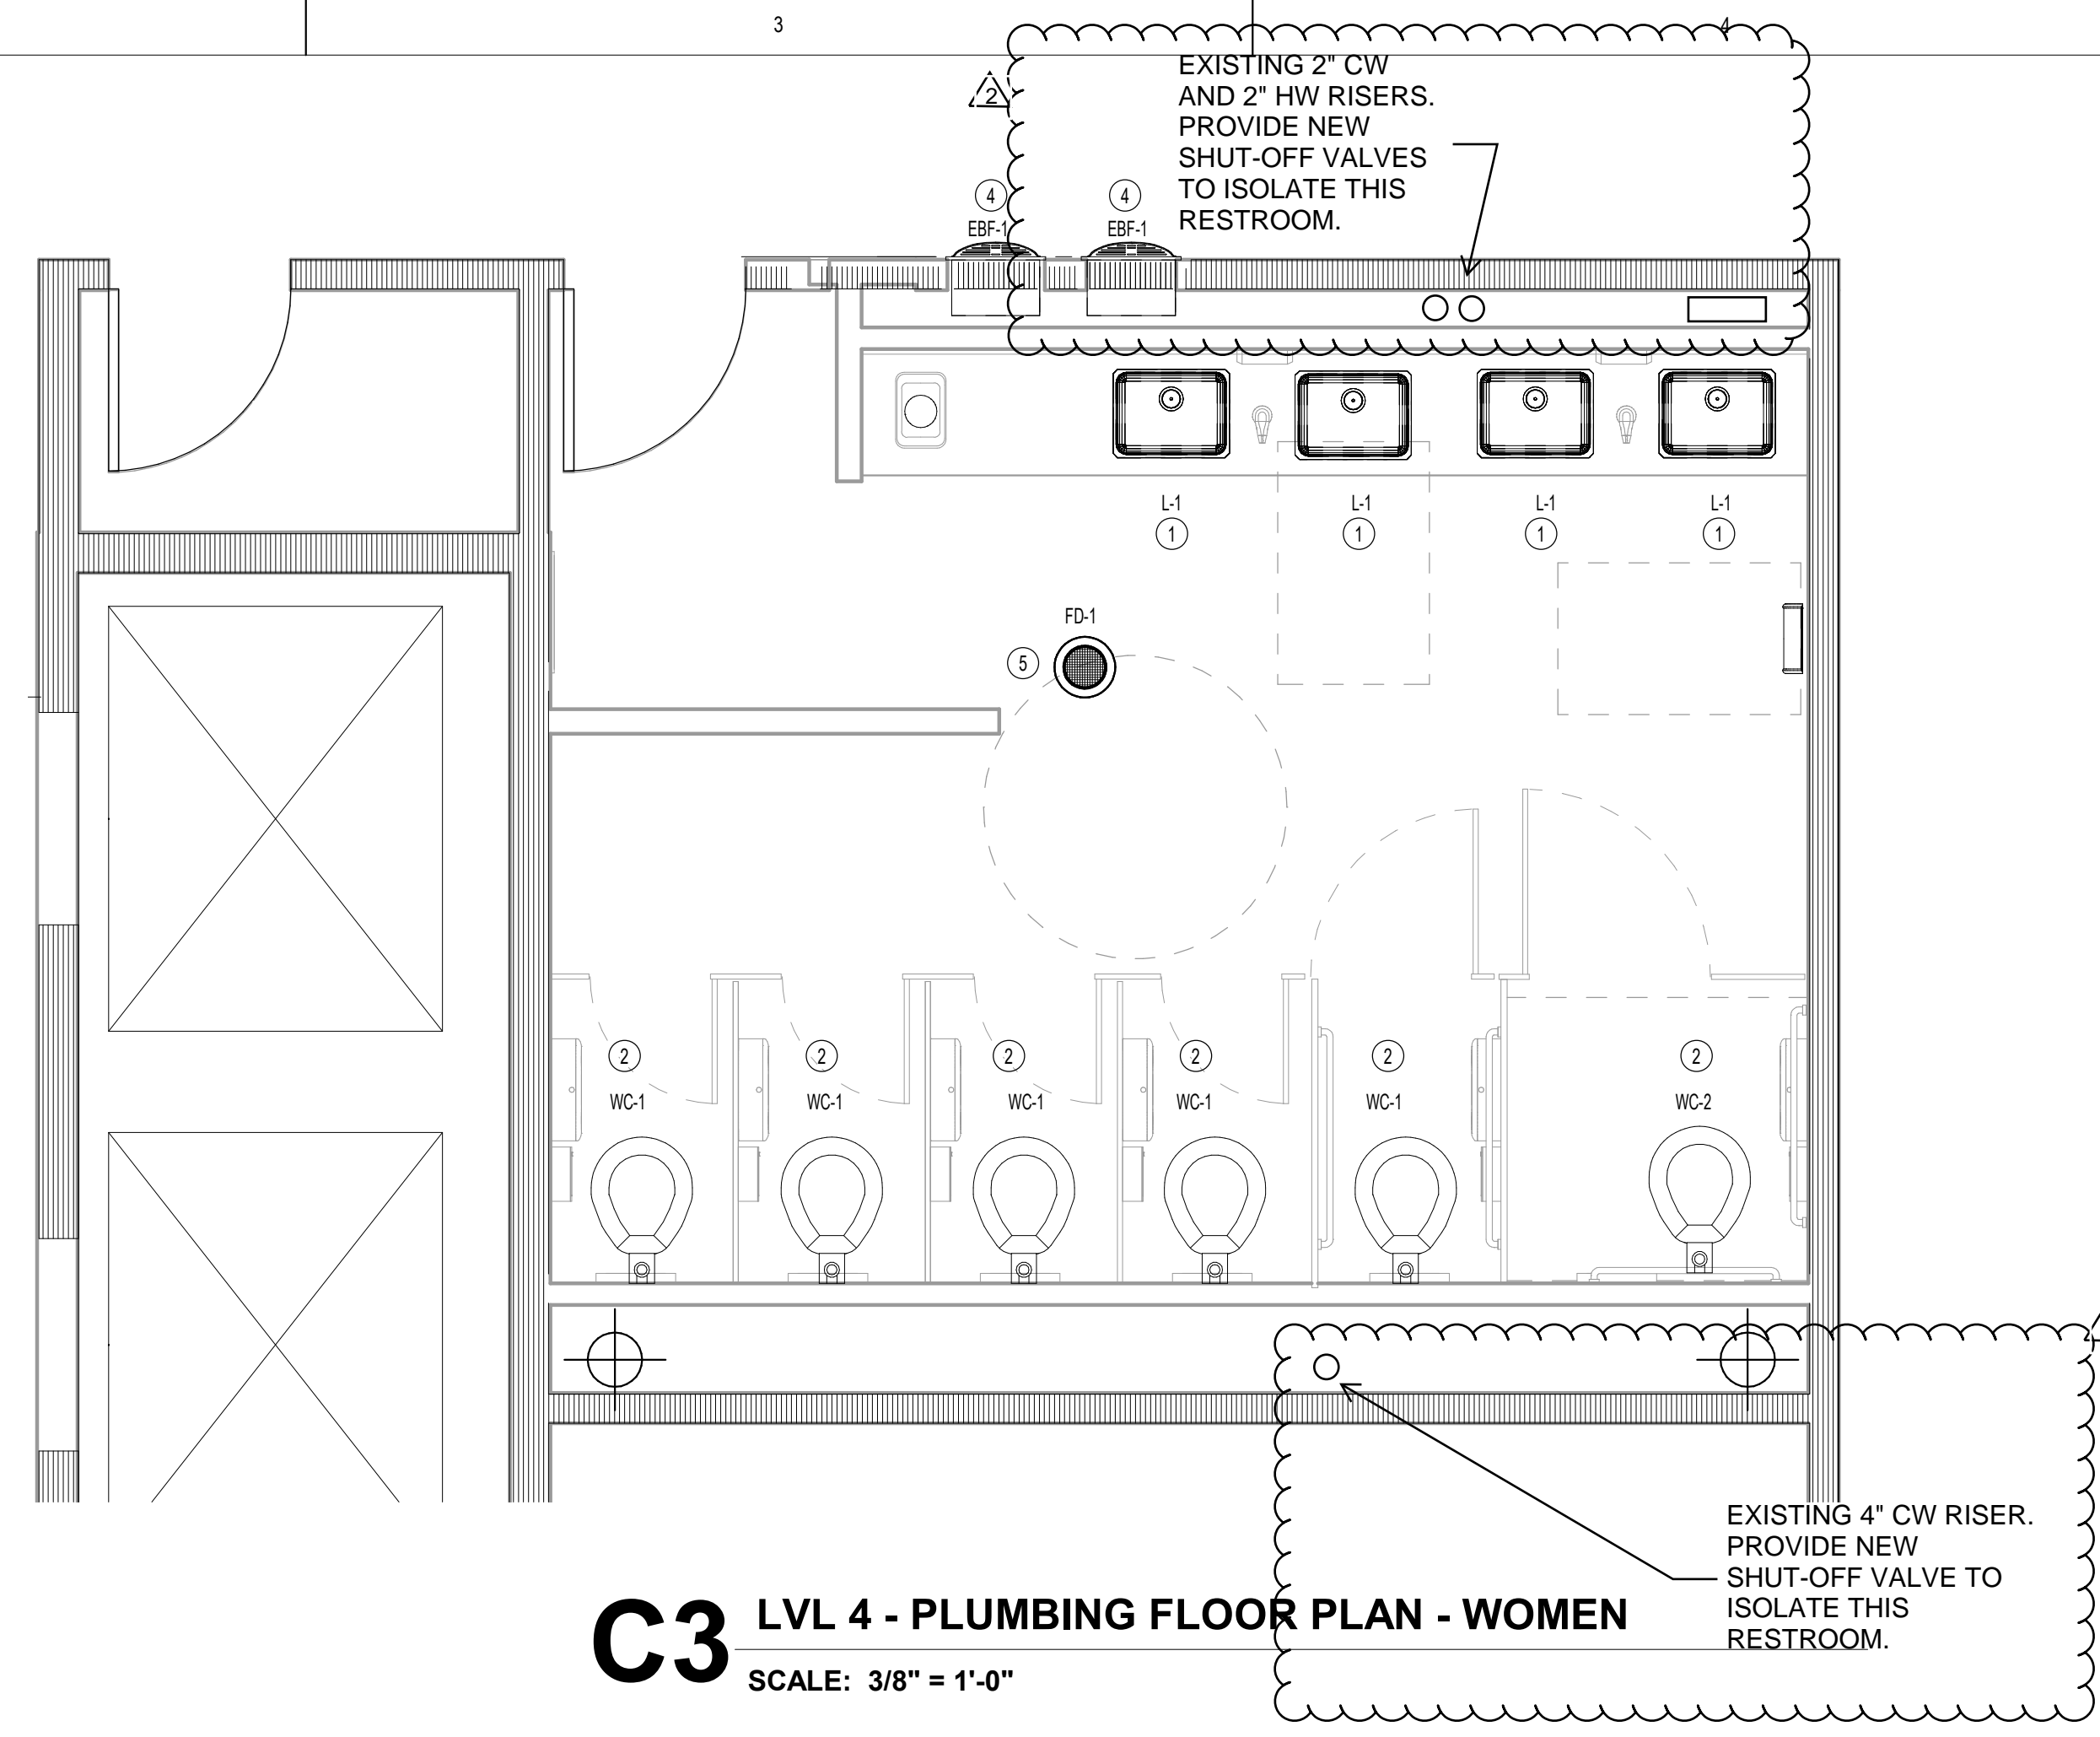 3
4
EXISTING 2" CW
AND 2" HW RISERS.
PROVIDE NEW
SHUT-OFF VALVES
TO ISOLATE THIS
RESTROOM.
2
4 4
EBF-1 EBF-1
L-1 L-1 L-1 L-1
1 1 1 1
FD-1
5
2 2 2 2 2 2
WC-1 WC-1 WC-1 WC-1 WC-1 WC-2
2
EXISTING 4" CW RISER.
PROVIDE NEW
SHUT-OFF VALVE TO
ISOLATE THIS
RESTROOM.
C3 LVL 4 - PLUMBING FLOOR PLAN - WOMEN
SCALE: 3/8" = 1'-0"